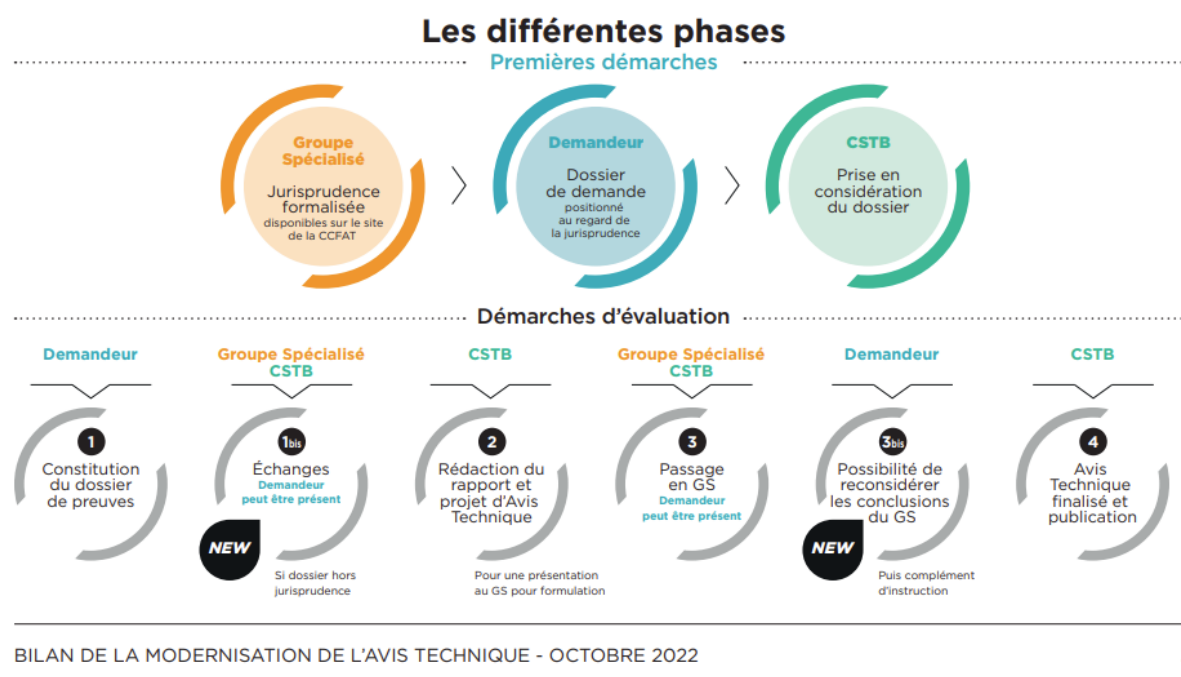 Les différentes phases
Premières démarches
Groupe
Spécialisé
Jurisprudence
formalisée
disponibles sur le site
de la CCFAT
Demandeur
Dossier
de demande
positionné
au regard de
la jurisprudence
CSTB
Prise en
considération
du dossier
Démarches d'évaluation
Demandeur
1
Constitution
du dossier
de preuves
Groupe Spécialisé
CSTB
1bis
Échanges
Demandeur
peut être présent
NEW
Si dossier hors
jurisprudence
CSTB
2
Rédaction du
rapport et
projet d'Avis
Technique
Pour une présentation
au GS pour formulation
Groupe Spécialisé
CSTB
3
Passage
en GS
Demandeur
peut être présent
Demandeur
3bis
Possibilité de
reconsidérer
les conclusions
du GS
NEW
Puis complément
d'instruction
CSTB
4
Avis
Technique
finalisé et
publication
BILAN DE LA MODERNISATION DE L'AVIS TECHNIQUE - OCTOBRE 2022